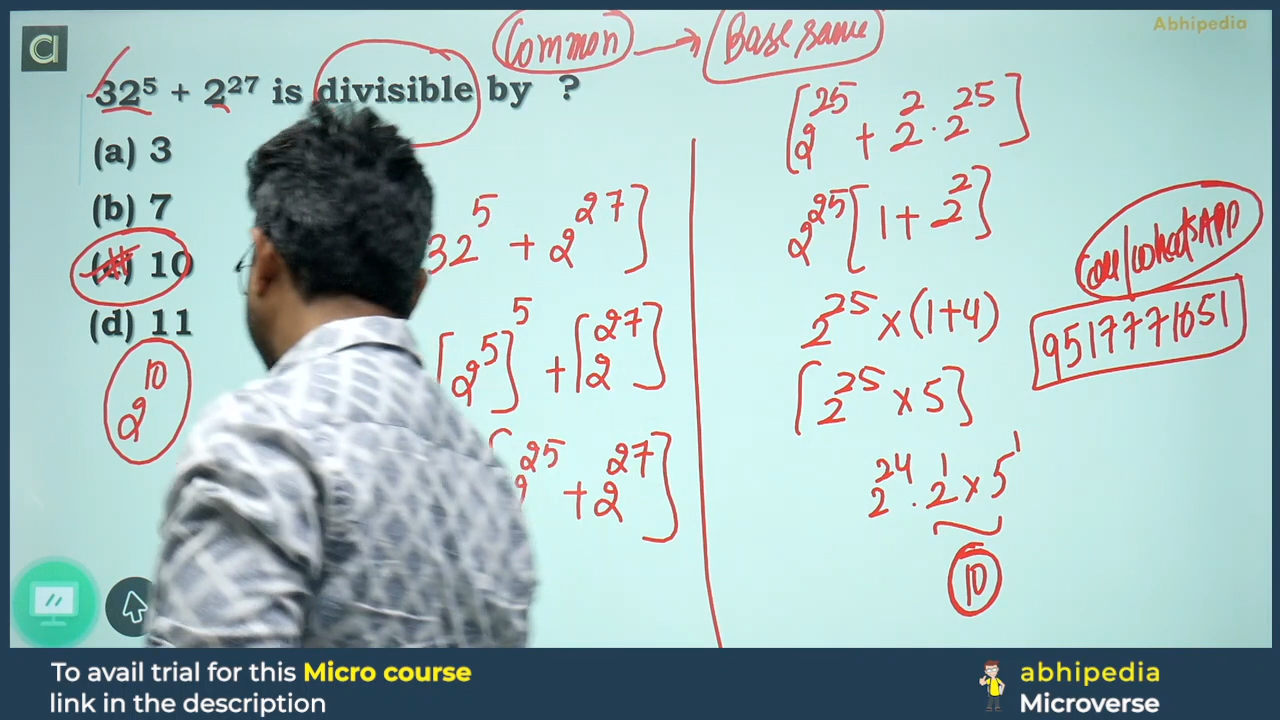 Abhipedia
Common → Base same
32⁵ + 2²⁷ is divisible by ?
(a) 3
(b) 7
10
(d) 11
2¹⁰
32⁵ + 2²⁷]
[2⁵]⁵ + [2²⁷]
[2²⁵ + 2²⁷]
[2²⁵ + 2² . 2²⁵]
2²⁵ [1 + 2²]
2²⁵ × (1+4)
[2²⁵ × 5]
2²⁴ . 2¹ × 5¹
10
Call/WhatsAPP
9517771651
To avail trial for this Micro course
link in the description
abhipedia
Microverse